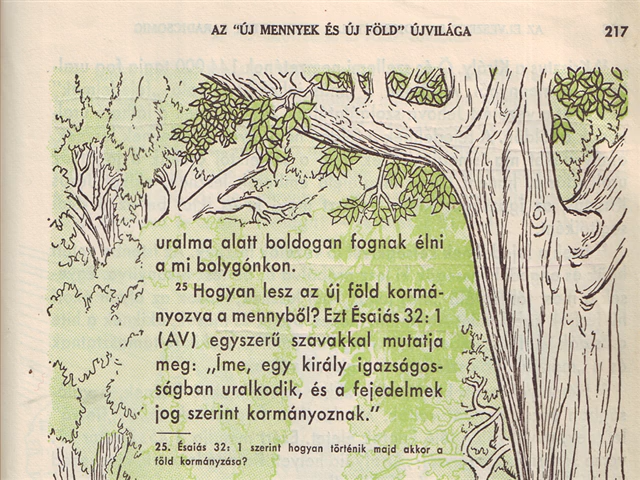 AZ "ÚJ MENNYEK ÉS ÚJ FÖLD" ÚJVILÁGA 217
uralma alatt boldogan fognak élni
a mi bolygónkon.
25 Hogyan lesz az új föld kormá-
nyozva a mennyből? Ezt Ésaiás 32: 1
(AV) egyszerű szavakkal mutatja
meg: „Íme, egy király igazságos-
ságban uralkodik, és a fejedelmek
jog szerint kormányoznak.”
25. Ésaiás 32: 1 szerint hogyan történik majd akkor a
föld kormányzása?